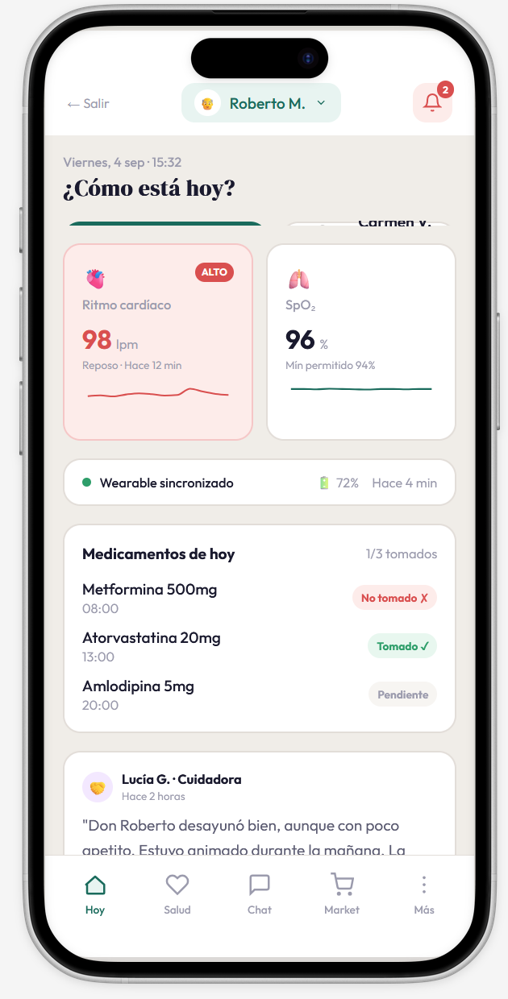 ← Salir
Roberto M.
2
Viernes, 4 sep · 15:32
¿Cómo está hoy?
Carmen V.
ALTO
Ritmo cardíaco
98 lpm
Reposo · Hace 12 min
SpO₂
96 %
Mín permitido 94%
Wearable sincronizado
72%
Hace 4 min
Medicamentos de hoy
1/3 tomados
Metformina 500mg
08:00
No tomado ✗
Atorvastatina 20mg
13:00
Tomado ✓
Amlodipina 5mg
20:00
Pendiente
Lucía G. · Cuidadora
Hace 2 horas
"Don Roberto desayunó bien, aunque con poco
apetito. Estuvo animado durante la mañana. La
Hoy
Salud
Chat
Market
Más